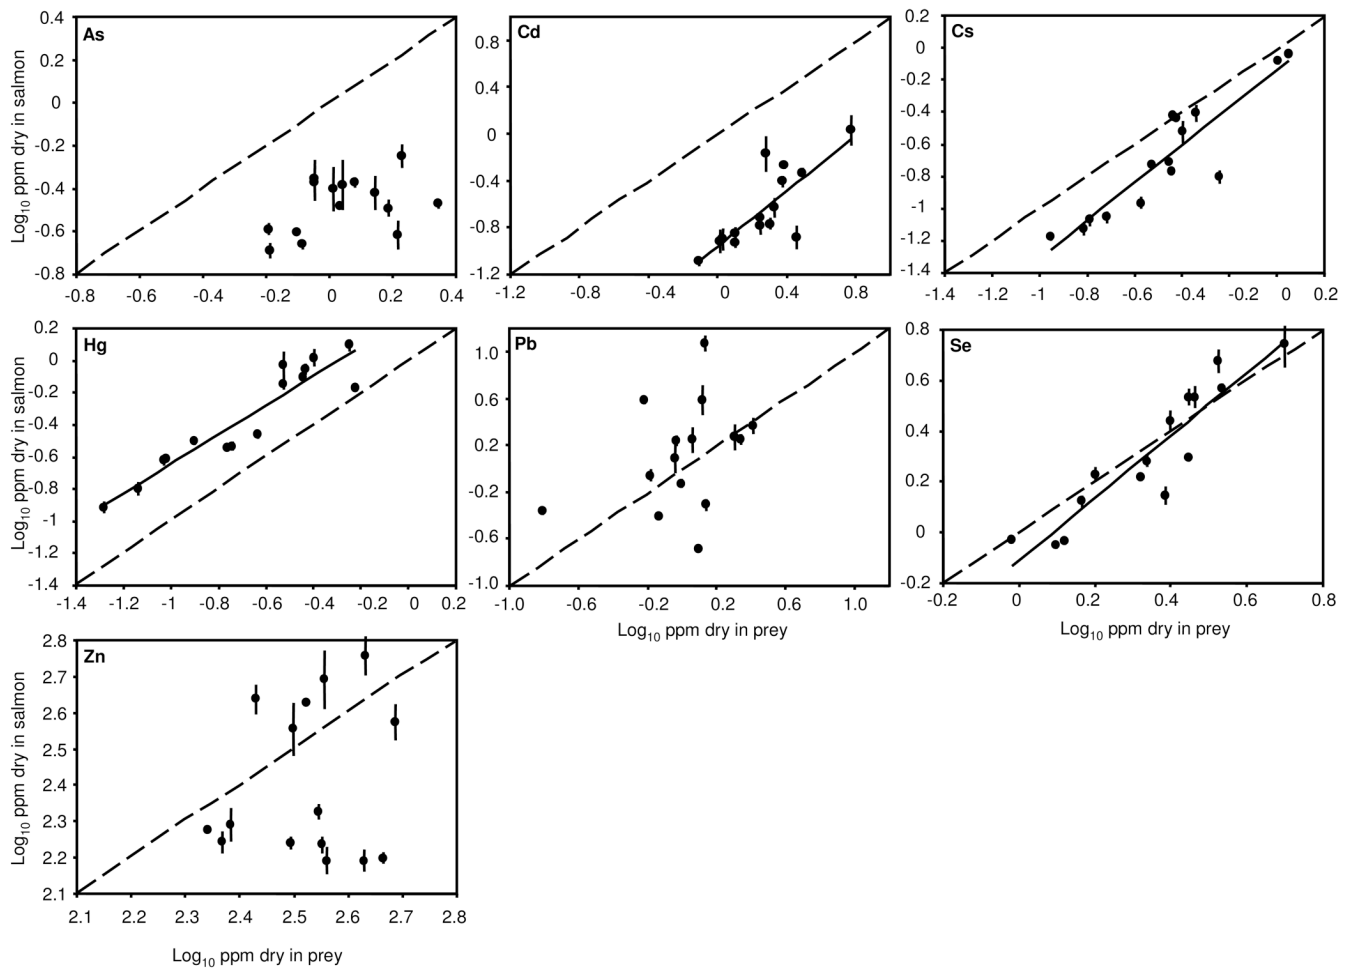 As
Log10 ppm dry in salmon
0.4
0.2
0
-0.2
-0.4
-0.6
-0.8
-0.8 -0.6 -0.4 -0.2 0 0.2 0.4
Cd
0.8
0.4
0
-0.4
-0.8
-1.2
-1.2 -0.8 -0.4 0 0.4 0.8
Cs
0.2
0
-0.2
-0.4
-0.6
-0.8
-1
-1.2
-1.4
-1.4 -1.2 -1 -0.8 -0.6 -0.4 -0.2 0 0.2
Hg
Log10 ppm dry in salmon
0.2
0
-0.2
-0.4
-0.6
-0.8
-1
-1.2
-1.4
-1.4 -1.2 -1 -0.8 -0.6 -0.4 -0.2 0 0.2
Pb
1.0
0.6
0.2
-0.2
-0.6
-1.0
-1.0 -0.6 -0.2 0.2 0.6 1.0
Log10 ppm dry in prey
Se
0.8
0.6
0.4
0.2
0
-0.2
-0.2 0 0.2 0.4 0.6 0.8
Log10 ppm dry in prey
Zn
Log10 ppm dry in salmon
2.8
2.7
2.6
2.5
2.4
2.3
2.2
2.1
2.1 2.2 2.3 2.4 2.5 2.6 2.7 2.8
Log10 ppm dry in prey